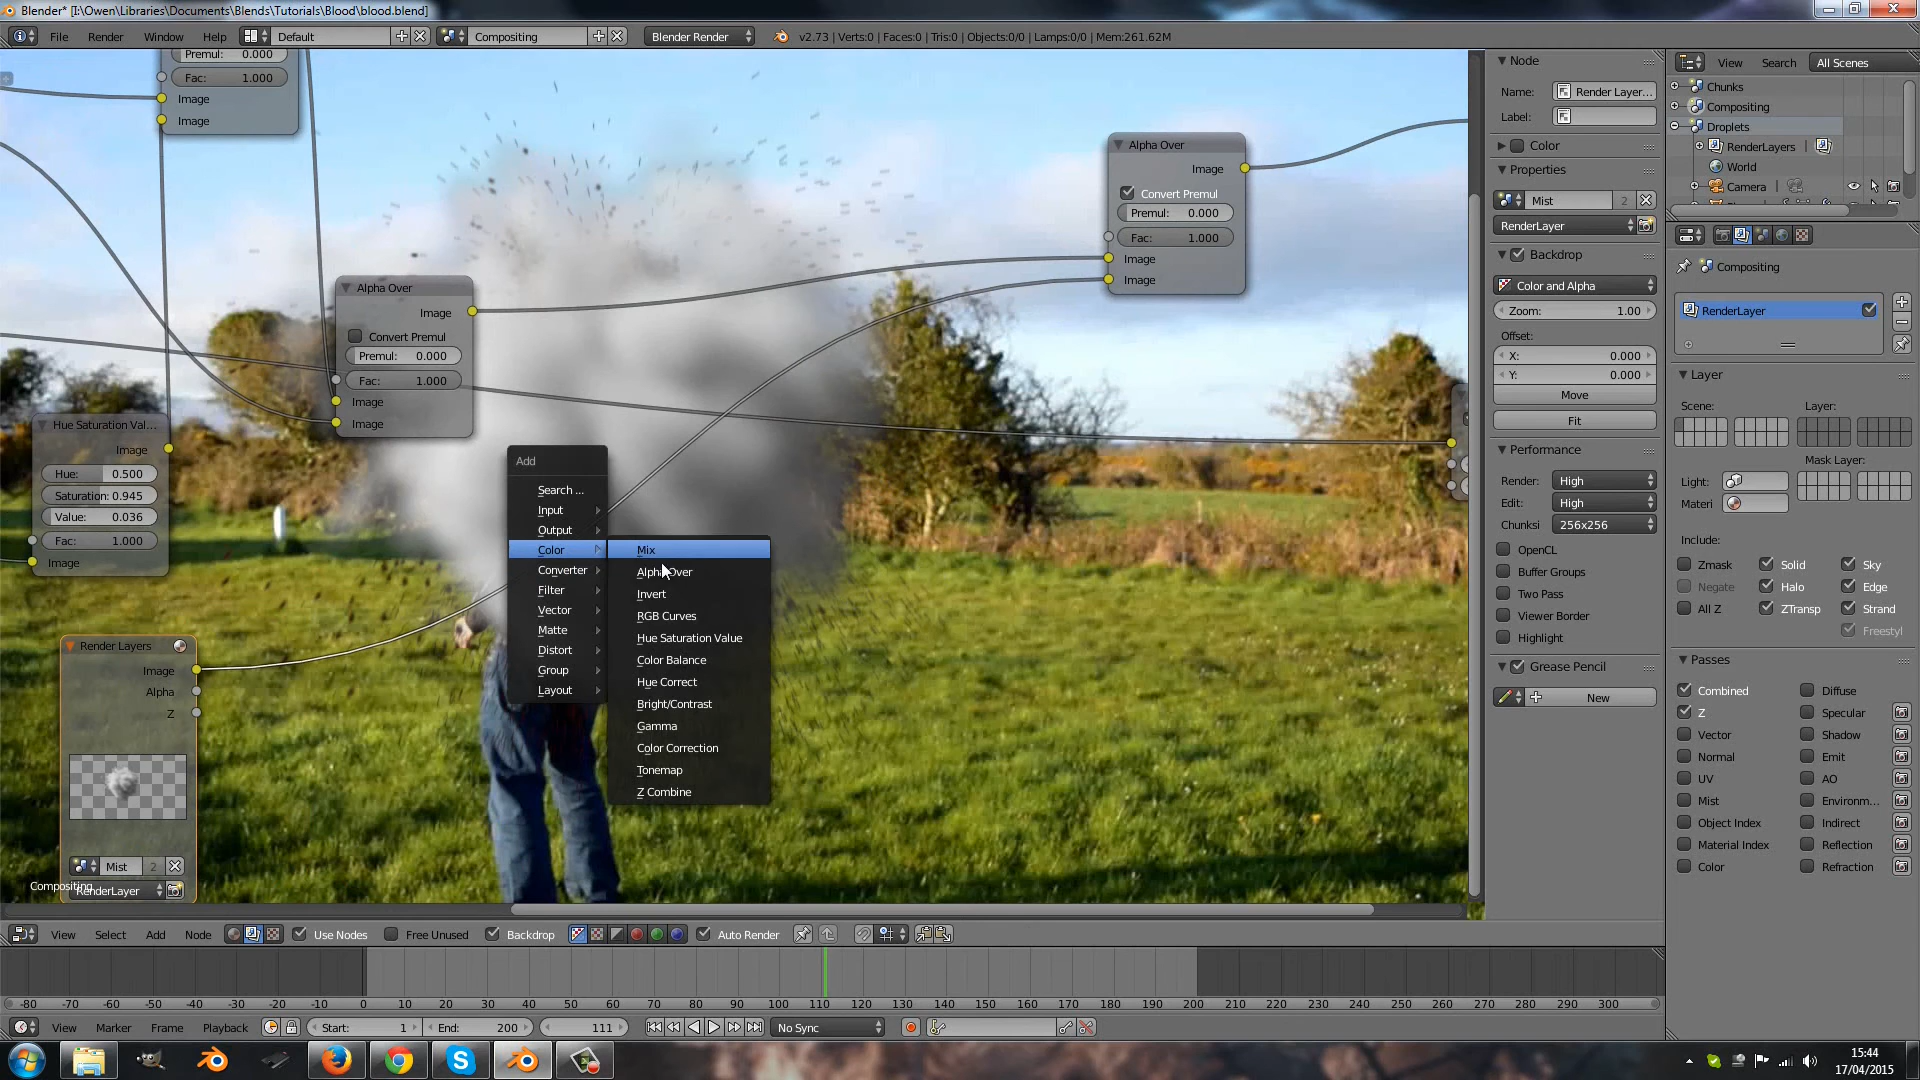 Blender* [I:\Owen\Libraries\Documents\Blends\Tutorials\Blood\blood.blend]
File Render Window Help Default Compositing Blender Render v2.73 | Verts:0 | Faces:0 | Tris:0 | Objects:0/0 | Lamps:0/0 | Mem:261.62M
Premul: 0.000
Fac: 1.000
Image
Image
Alpha Over
Image
Convert Premul
Premul: 0.000
Fac: 1.000
Image
Image
Alpha Over
Image
Convert Premul
Premul: 0.000
Fac: 1.000
Image
Image
Hue Saturation Val...
Image
Hue: 0.500
Saturation: 0.945
Value: 0.036
Fac: 1.000
Image
Add
Search ...
Input
Output
Color
Converter
Filter
Vector
Matte
Distort
Group
Layout
Mix
AlphaOver
Invert
RGB Curves
Hue Saturation Value
Color Balance
Hue Correct
Bright/Contrast
Gamma
Color Correction
Tonemap
Z Combine
Render Layers
Image
Alpha
Z
Mist 2
RenderLayer
Compositing
Node
Name: Render Layer...
Label:
Color
Properties
Mist 2
RenderLayer
Backdrop
Color and Alpha
Zoom: 1.00
Offset:
X: 0.000
Y: 0.000
Move
Fit
Performance
Render: High
Edit: High
Chunksi 256x256
OpenCL
Buffer Groups
Two Pass
Viewer Border
Highlight
Grease Pencil
New
View Search All Scenes
Chunks
Compositing
Droplets
RenderLayers |
World
Camera |
Compositing
RenderLayer
Layer
Scene: Layer:
Mask Layer:
Light:
Materi
Include:
Zmask Solid Sky
Negate Halo Edge
All Z ZTransp Strand
Freestyl
Passes
Combined Diffuse
Z Specular
Vector Shadow
Normal Emit
UV AO
Mist Environm...
Object Index Indirect
Material Index Reflection
Color Refraction
View Select Add Node Use Nodes Free Unused Backdrop Auto Render
-80 -70 -60 -50 -40 -30 -20 -10 0 10 20 30 40 50 60 70 80 90 100 110 120 130 140 150 160 170 180 190 200 210 220 230 240 250 260 270 280 290 300
View Marker Frame Playback Start: 1 End: 200 111 No Sync
15:44
17/04/2015